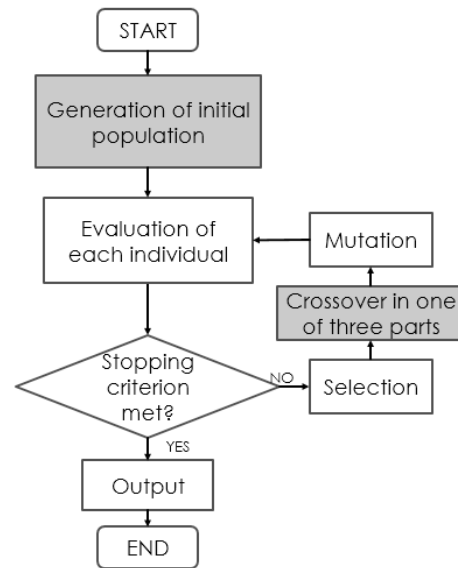 START
Generation of initial
population
Evaluation of
each individual
Mutation
Crossover in one
of three parts
Stopping
criterion
met?
NO
Selection
YES
Output
END